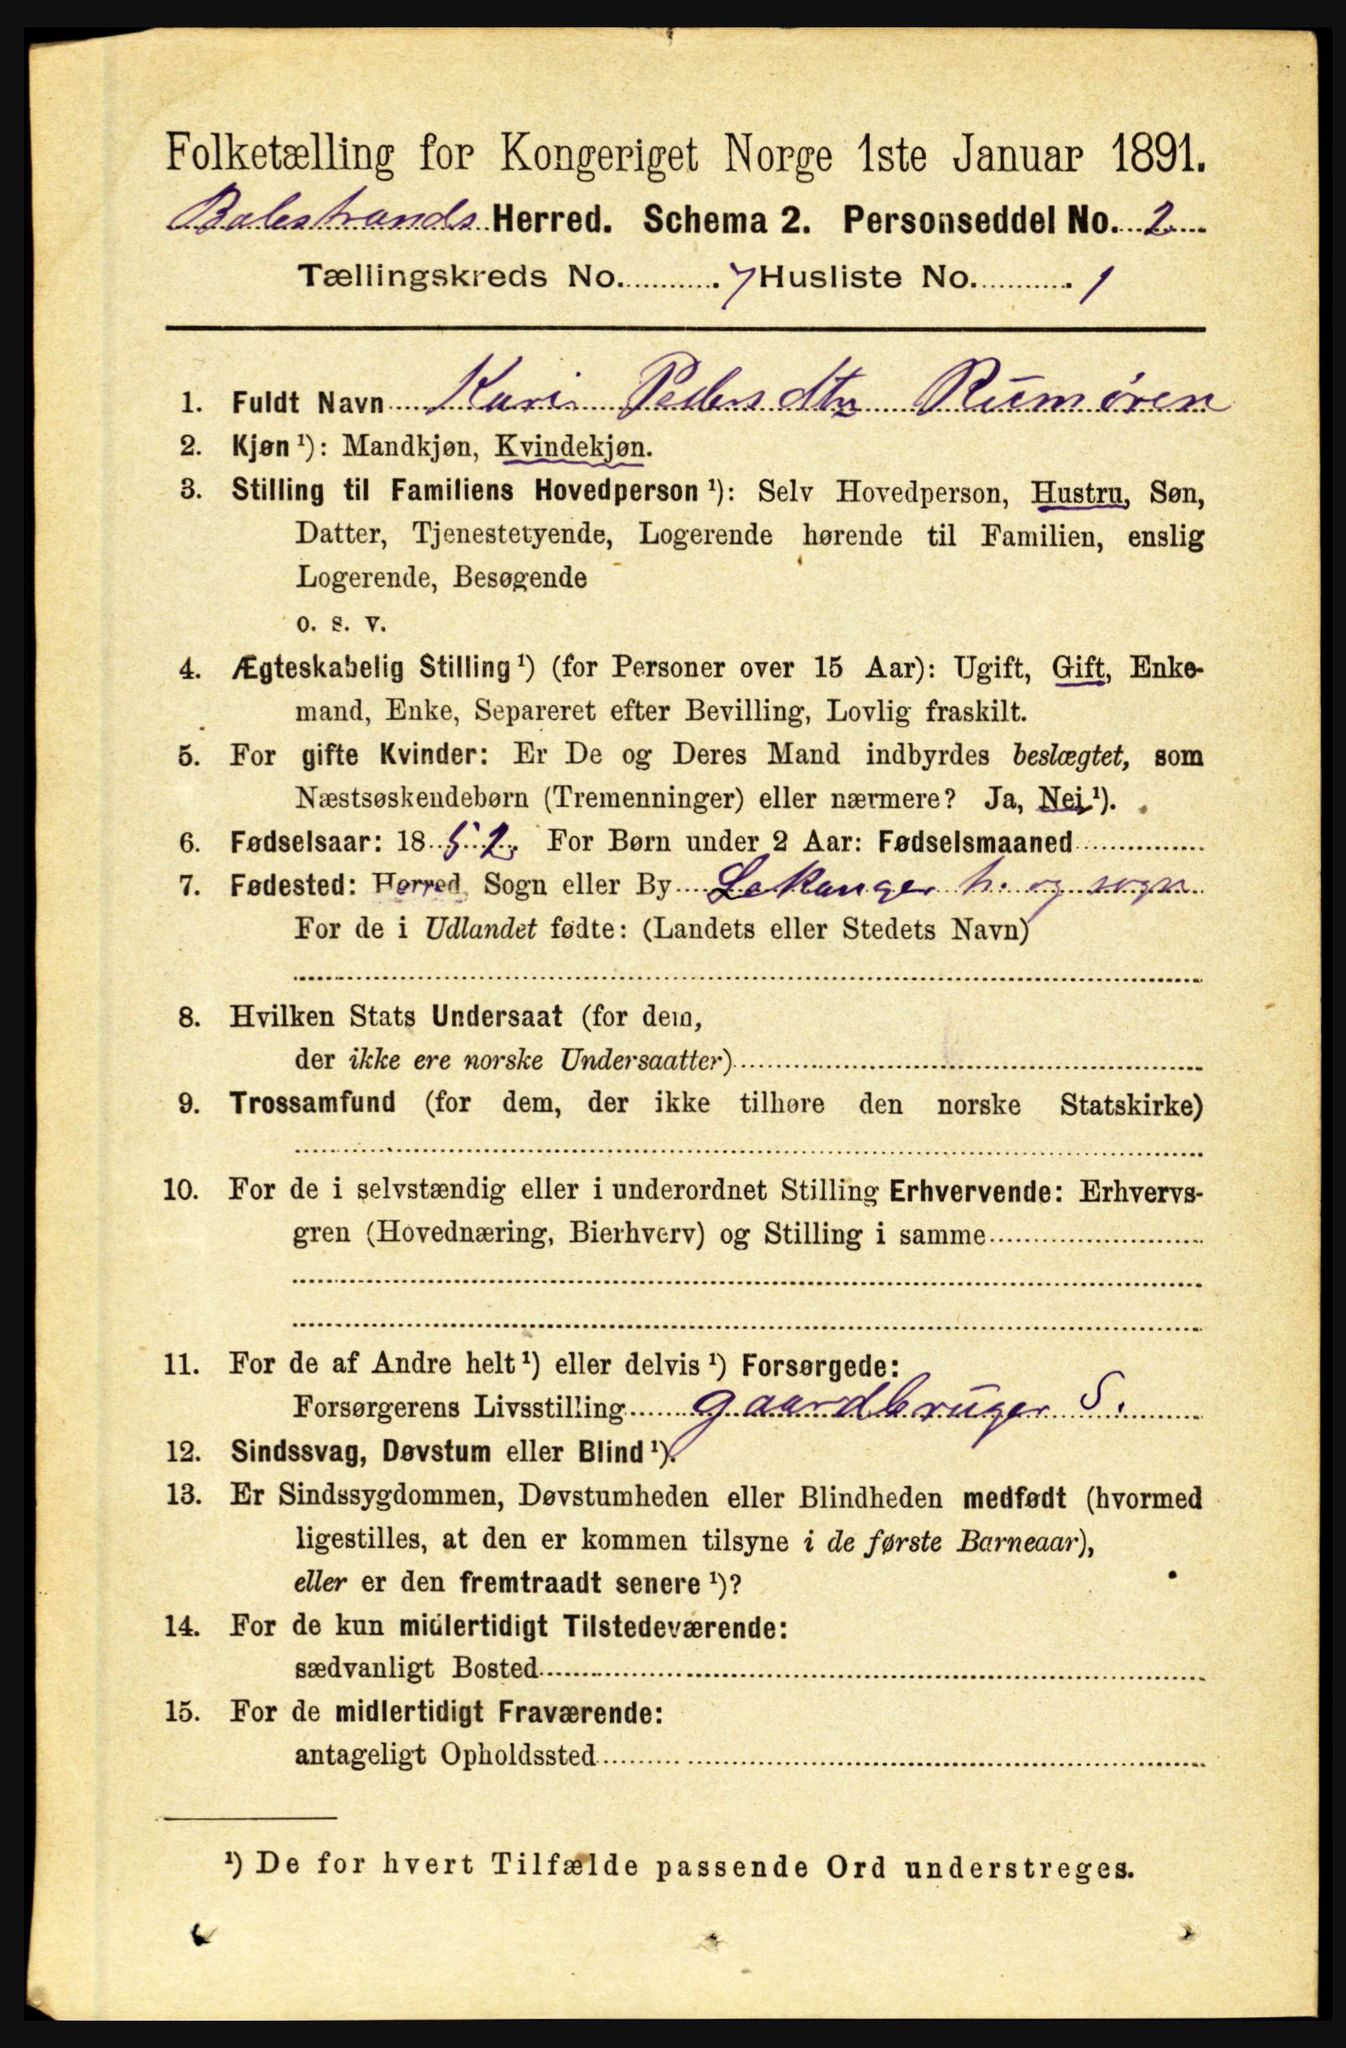 Folketælling for Kongeriget Norge 1ste Januar 1891.
Balestrands Herred. Schema 2. Personseddel No. 2
Tællingskreds No. 7 Husliste No. 1
1. Fuldt Navn Kari Pedersdtr Rumøren
2. Kjøn ¹): Mandkjøn, Kvindekjøn.
3. Stilling til Familiens Hovedperson ¹): Selv Hovedperson, Hustru, Søn,
Datter, Tjenestetyende, Logerende hørende til Familien, enslig
Logerende, Besøgende
o. s. v.
4. Ægteskabelig Stilling ¹) (for Personer over 15 Aar): Ugift, Gift, Enke-
mand, Enke, Separeret efter Bevilling, Lovlig fraskilt.
5. For gifte Kvinder: Er De og Deres Mand indbyrdes beslægtet, som
Næstsøskendebørn (Tremenninger) eller nærmere? Ja, Nei ¹).
6. Fødselsaar: 1852. For Børn under 2 Aar: Fødselsmaaned
7. Fødested: Herred, Sogn eller By Lekanger h. og sogn
For de i Udlandet fødte: (Landets eller Stedets Navn)
8. Hvilken Stats Undersaat (for dem,
der ikke ere norske Undersaatter)
9. Trossamfund (for dem, der ikke tilhøre den norske Statskirke)
10. For de i selvstændig eller i underordnet Stilling Erhvervende: Erhvervs-
gren (Hovednæring, Bierhverv) og Stilling i samme
11. For de af Andre helt ¹) eller delvis ¹) Forsørgede:
Forsørgerens Livsstilling gaardbruger S.
12. Sindssvag, Døvstum eller Blind ¹).
13. Er Sindssygdommen, Døvstumheden eller Blindheden medfødt (hvormed
ligestilles, at den er kommen tilsyne i de første Barneaar),
eller er den fremtraadt senere ¹)?
14. For de kun midlertidigt Tilstedeværende:
sædvanligt Bosted
15. For de midlertidigt Fraværende:
antageligt Opholdssted
¹) De for hvert Tilfælde passende Ord understreges.